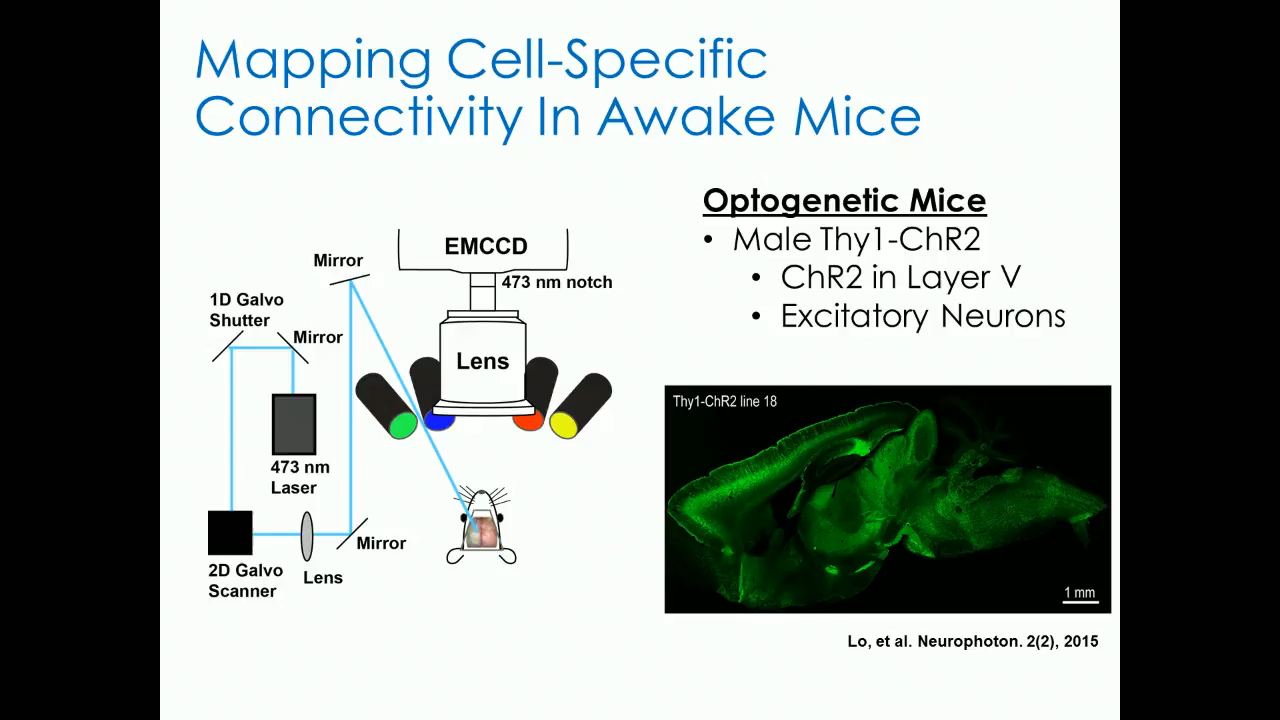 Mapping Cell-Specific
Connectivity In Awake Mice
Optogenetic Mice
• Male Thy1-ChR2
• ChR2 in Layer V
• Excitatory Neurons
EMCCD
473 nm notch
Mirror
1D Galvo
Shutter
Mirror
Lens
473 nm
Laser
Mirror
2D Galvo
Scanner
Lens
Thy1-ChR2 line 18
1 mm
Lo, et al. Neurophoton. 2(2), 2015